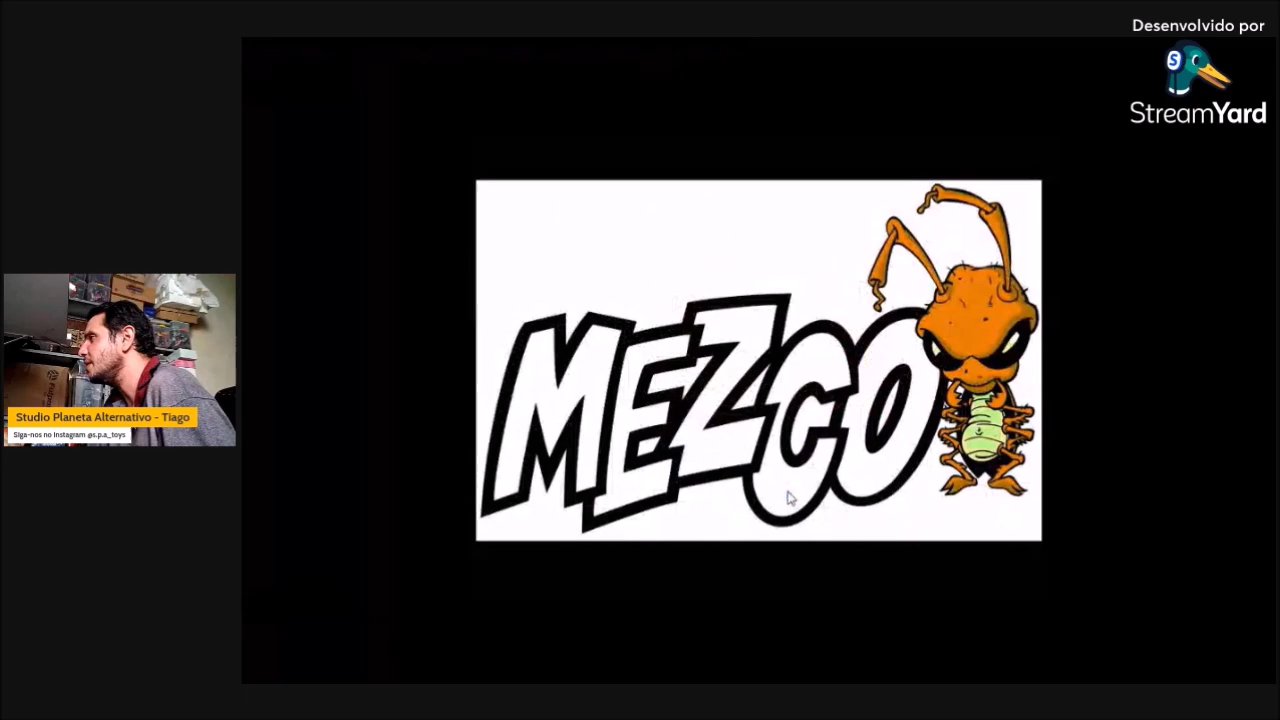 Desenvolvido por
StreamYard
MEZCO
Studio Planeta Alternativo - Tiago
Siga-nos no Instagram @s.p.a_toys